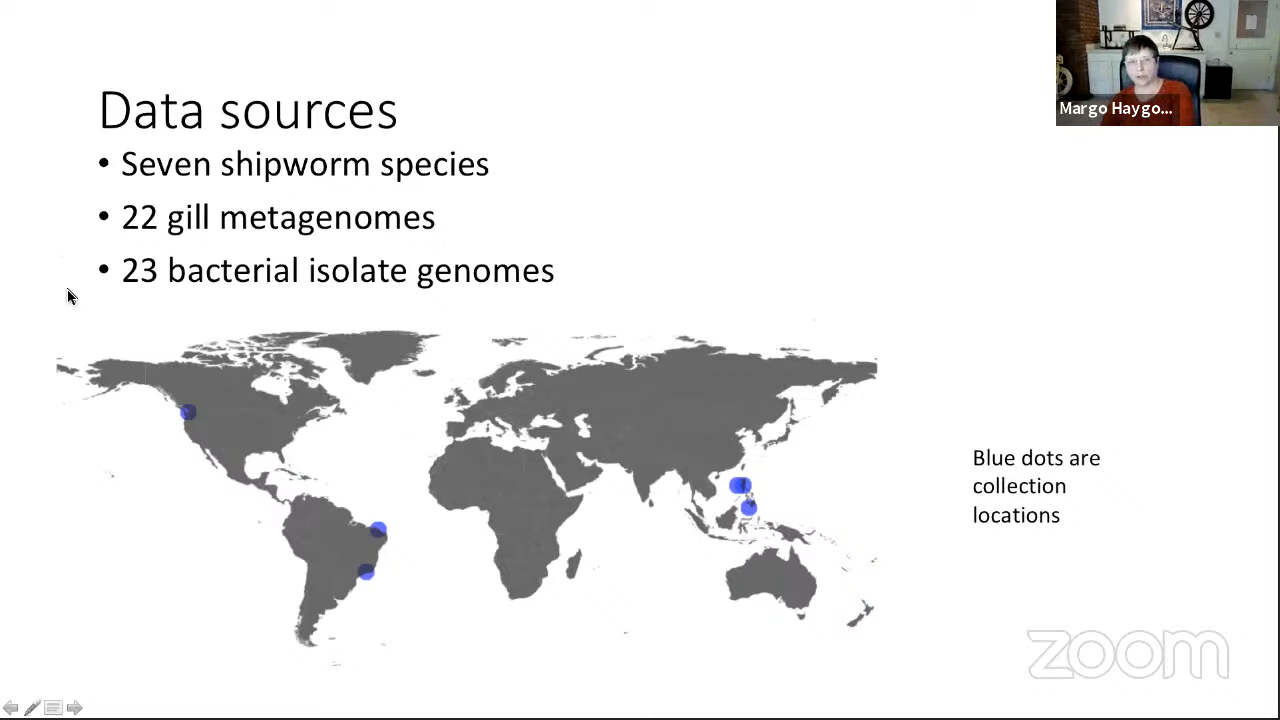 Data sources
• Seven shipworm species
• 22 gill metagenomes
• 23 bacterial isolate genomes
Blue dots are
collection
locations
Margo Haygo...
zoom